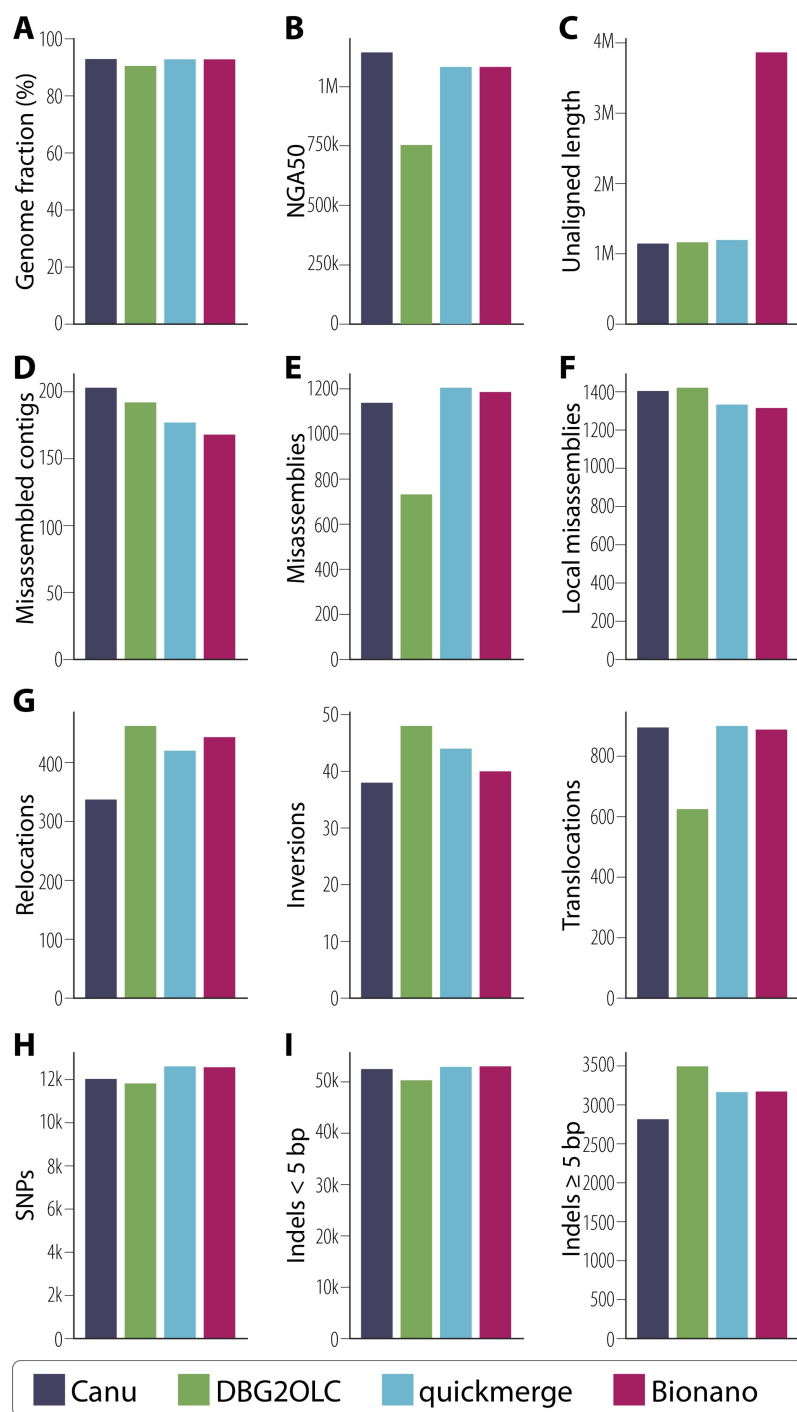 A
Genome fraction (%)
100
80
60
40
20
0
B
NGA50
1M
750k
500k
250k
0
C
Unaligned length
4M
3M
2M
1M
0
D
Misassembled contigs
200
150
100
50
0
E
Misassemblies
1200
1000
800
600
400
200
0
F
Local misassemblies
1400
1200
1000
800
600
400
200
0
G
Relocations
400
300
200
100
0
Inversions
50
40
30
20
10
0
Translocations
800
600
400
200
0
H
SNPs
12k
10k
8k
6k
4k
2k
0
I
Indels < 5 bp
50k
40k
30k
20k
10k
0
Indels ≥ 5 bp
3500
3000
2500
2000
1500
1000
500
0
Canu DBG2OLC quickmerge Bionano